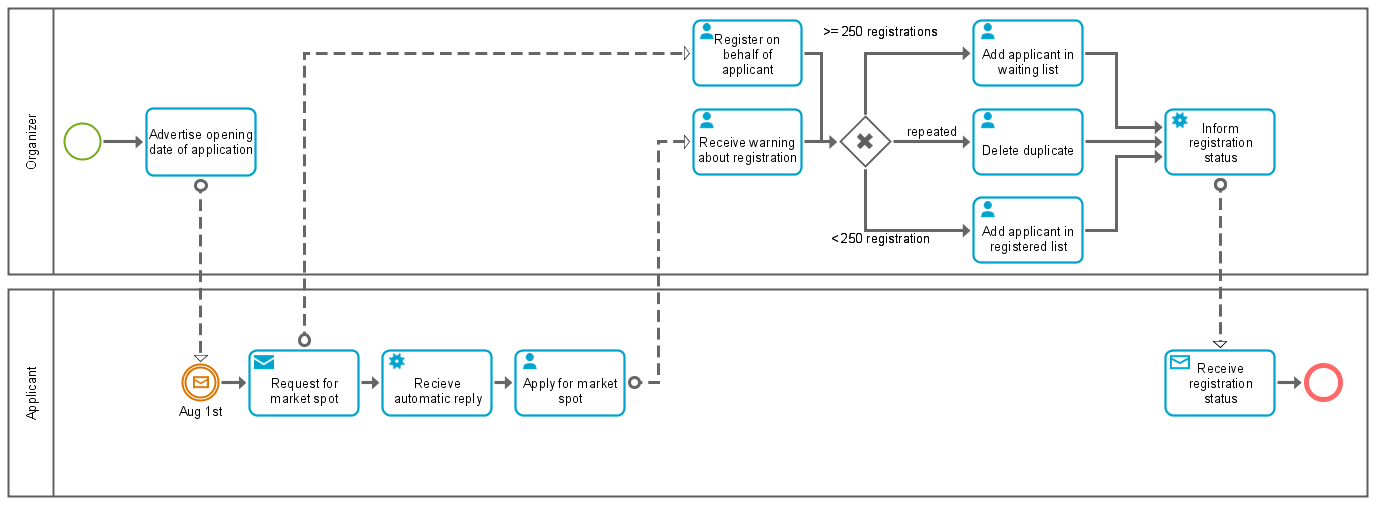 Organizer
Advertise opening
date of application
Register on
behalf of
applicant
Receive warning
about registration
>= 250 registrations
repeated
< 250 registration
Add applicant in
waiting list
Delete duplicate
Add applicant in
registered list
Inform
registration
status
Applicant
Aug 1st
Request for
market spot
Recieve
automatic reply
Apply for market
spot
Receive
registration
status